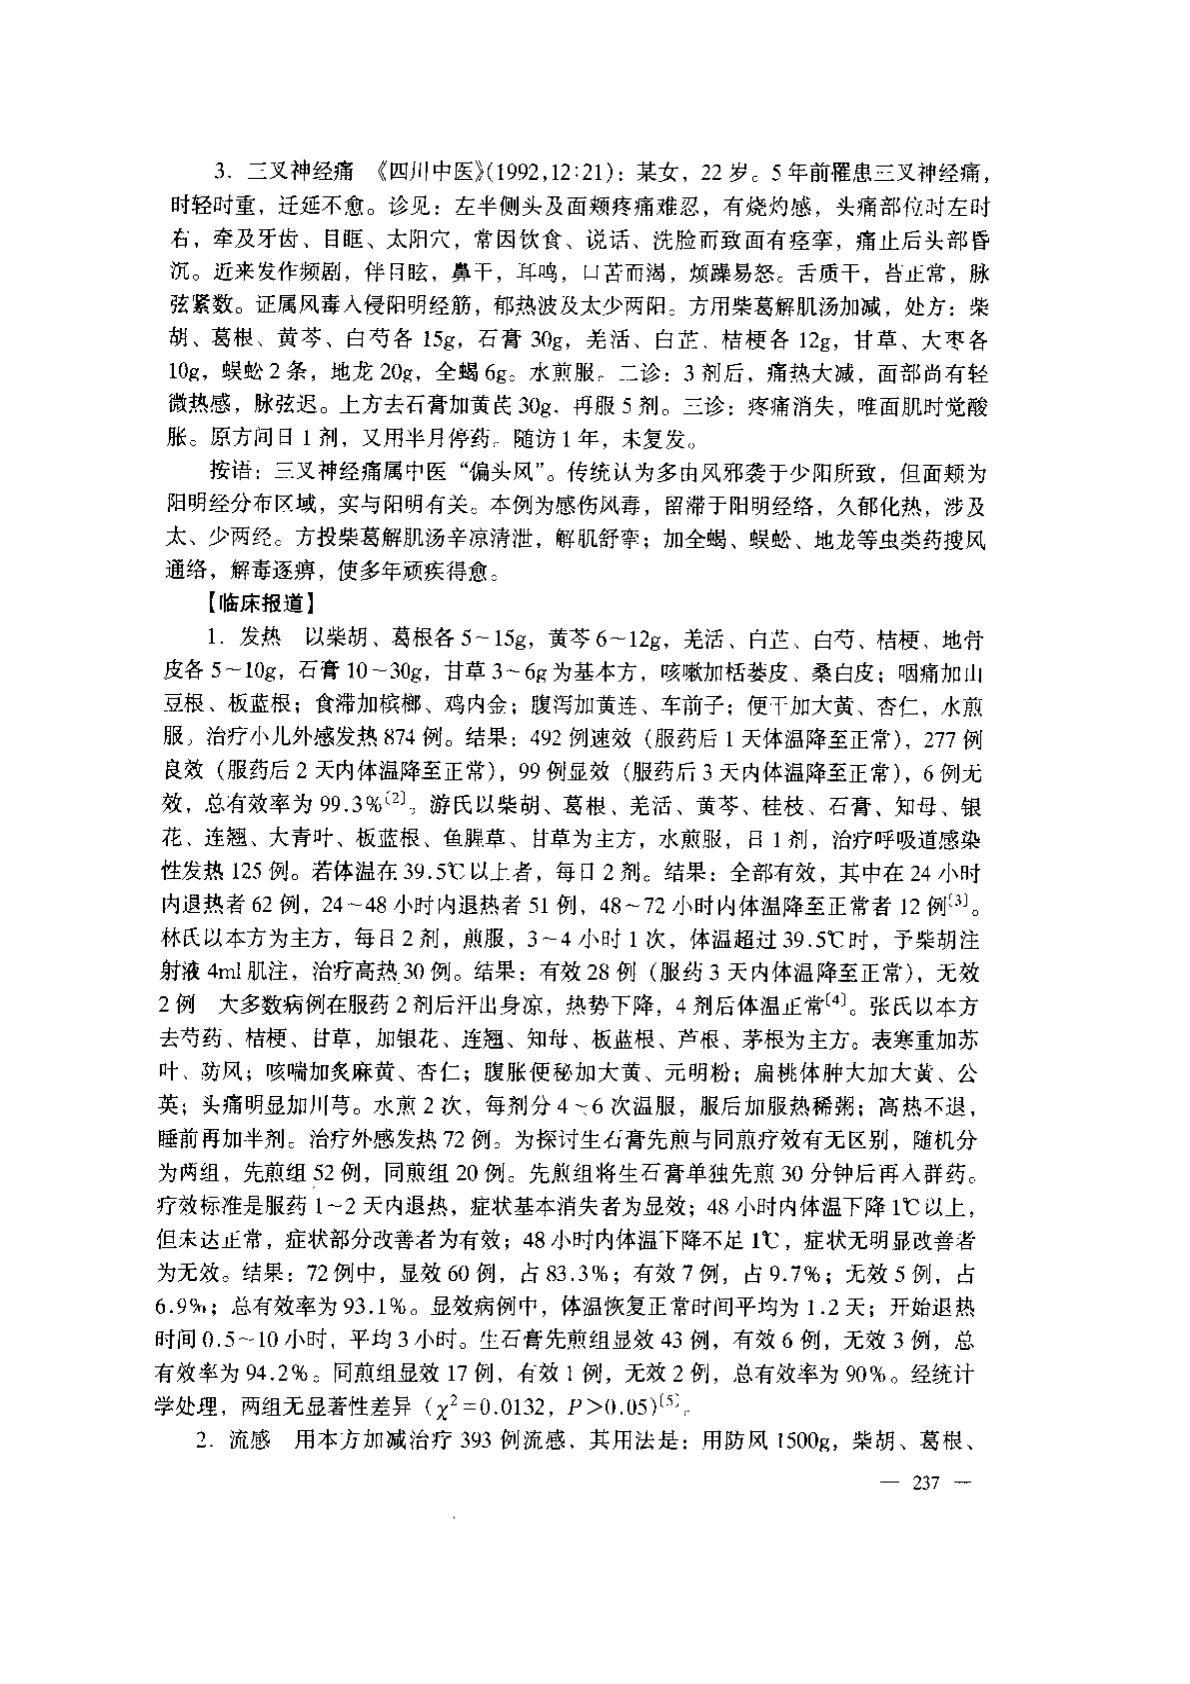 3. 三叉神经痛 《四川中医》(1992,12:21)：某女，22岁。5年前罹患三叉神经痛，
时轻时重，迁延不愈。诊见：左半侧头及面颊疼痛难忍，有烧灼感，头痛部位时左时
右，牵及牙齿、目眶、太阳穴，常因饮食、说话、洗脸而致面有痉挛，痛止后头部昏
沉。近来发作频剧，伴目眩，鼻干，耳鸣，口苦而渴，烦躁易怒。舌质干，苔正常，脉
弦紧数。证属风毒入侵阳明经筋，郁热波及太少两阳。方用柴葛解肌汤加减，处方：柴
胡、葛根、黄芩、白芍各15g，石膏30g，羌活、白芷、桔梗各12g，甘草、大枣各
10g，蜈蚣2条，地龙20g，全蝎6g。水煎服。二诊：3剂后，痛热大减，面部尚有轻
微热感，脉弦迟。上方去石膏加黄芪30g，再服5剂。三诊：疼痛消失，唯面肌时觉酸
胀。原方间日1剂，又用半月停药。随访1年，未复发。
按语：三叉神经痛属中医“偏头风”。传统认为多由风邪袭于少阳所致，但面颊为
阳明经分布区域，实与阳明有关。本例为感伤风毒，留滞于阳明经络，久郁化热，涉及
太、少两经。方投柴葛解肌汤辛凉清泄，解肌舒挛；加全蝎、蜈蚣、地龙等虫类药搜风
通络，解毒逐痹，使多年顽疾得愈。
【临床报道】
1. 发热 以柴胡、葛根各5～15g，黄芩6～12g，羌活、白芷、白芍、桔梗、地骨
皮各5～10g，石膏10～30g，甘草3～6g为基本方，咳嗽加栝蒌皮、桑白皮；咽痛加山
豆根、板蓝根；食滞加槟榔、鸡内金；腹泻加黄连、车前子；便干加大黄、杏仁，水煎
服。治疗小儿外感发热874例。结果：492例速效（服药后1天体温降至正常），277例
良效（服药后2天内体温降至正常），99例显效（服药后3天内体温降至正常），6例无
效，总有效率为99.3%〔2〕。游氏以柴胡、葛根、羌活、黄芩、桂枝、石膏、知母、银
花、连翘、大青叶、板蓝根、鱼腥草、甘草为主方，水煎服，日1剂，治疗呼吸道感染
性发热125例。若体温在39.5℃以上者，每日2剂。结果：全部有效，其中在24小时
内退热者62例，24～48小时内退热者51例，48～72小时内体温降至正常者12例〔3〕。
林氏以本方为主方，每日2剂，煎服，3～4小时1次，体温超过39.5℃时，予柴胡注
射液4ml肌注，治疗高热30例。结果：有效28例（服药3天内体温降至正常），无效
2例 大多数病例在服药2剂后汗出身凉，热势下降，4剂后体温正常〔4〕。张氏以本方
去芍药、桔梗、甘草，加银花、连翘、知母、板蓝根、芦根、茅根为主方。表寒重加苏
叶、防风；咳喘加炙麻黄、杏仁；腹胀便秘加大黄、元明粉；扁桃体肿大加大黄、公
英；头痛明显加川芎。水煎2次，每剂分4～6次温服，服后加服热稀粥；高热不退，
睡前再加半剂。治疗外感发热72例。为探讨生石膏先煎与同煎疗效有无区别，随机分
为两组，先煎组52例，同煎组20例。先煎组将生石膏单独先煎30分钟后再入群药。
疗效标准是服药1～2天内退热，症状基本消失者为显效；48小时内体温下降1℃以上，
但未达正常，症状部分改善者为有效；48小时内体温下降不足1℃，症状无明显改善者
为无效。结果：72例中，显效60例，占83.3%；有效7例，占9.7%；无效5例，占
6.9%；总有效率为93.1%。显效病例中，体温恢复正常时间平均为1.2天；开始退热
时间0.5～10小时，平均3小时。生石膏先煎组显效43例，有效6例，无效3例，总
有效率为94.2%。同煎组显效17例，有效1例，无效2例，总有效率为90%。经统计
学处理，两组无显著性差异（χ²=0.0132，P＞0.05）〔5〕。
2. 流感 用本方加减治疗393例流感，其用法是：用防风1500g，柴胡、葛根、
— 237 —